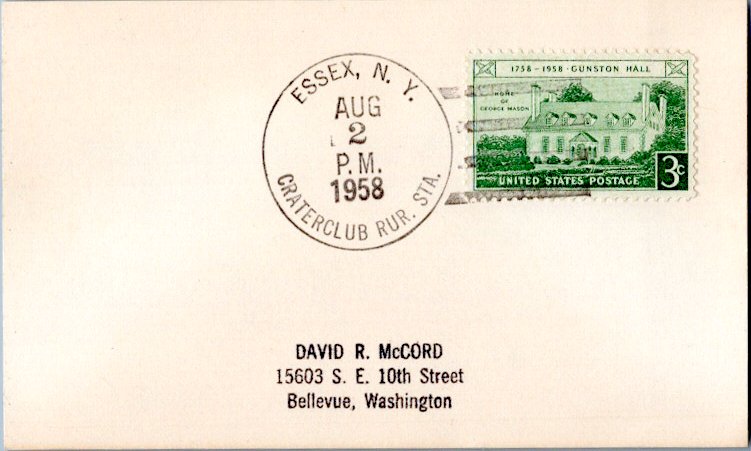 ESSEX, N. Y.
AUG
2
P.M.
1958
CRATERCLUB RUR. STA.
1758 - 1958 · GUNSTON HALL
HOME
OF
GEORGE MASON
UNITED STATES POSTAGE 3c
DAVID R. McCORD
15603 S. E. 10th Street
Bellevue, Washington